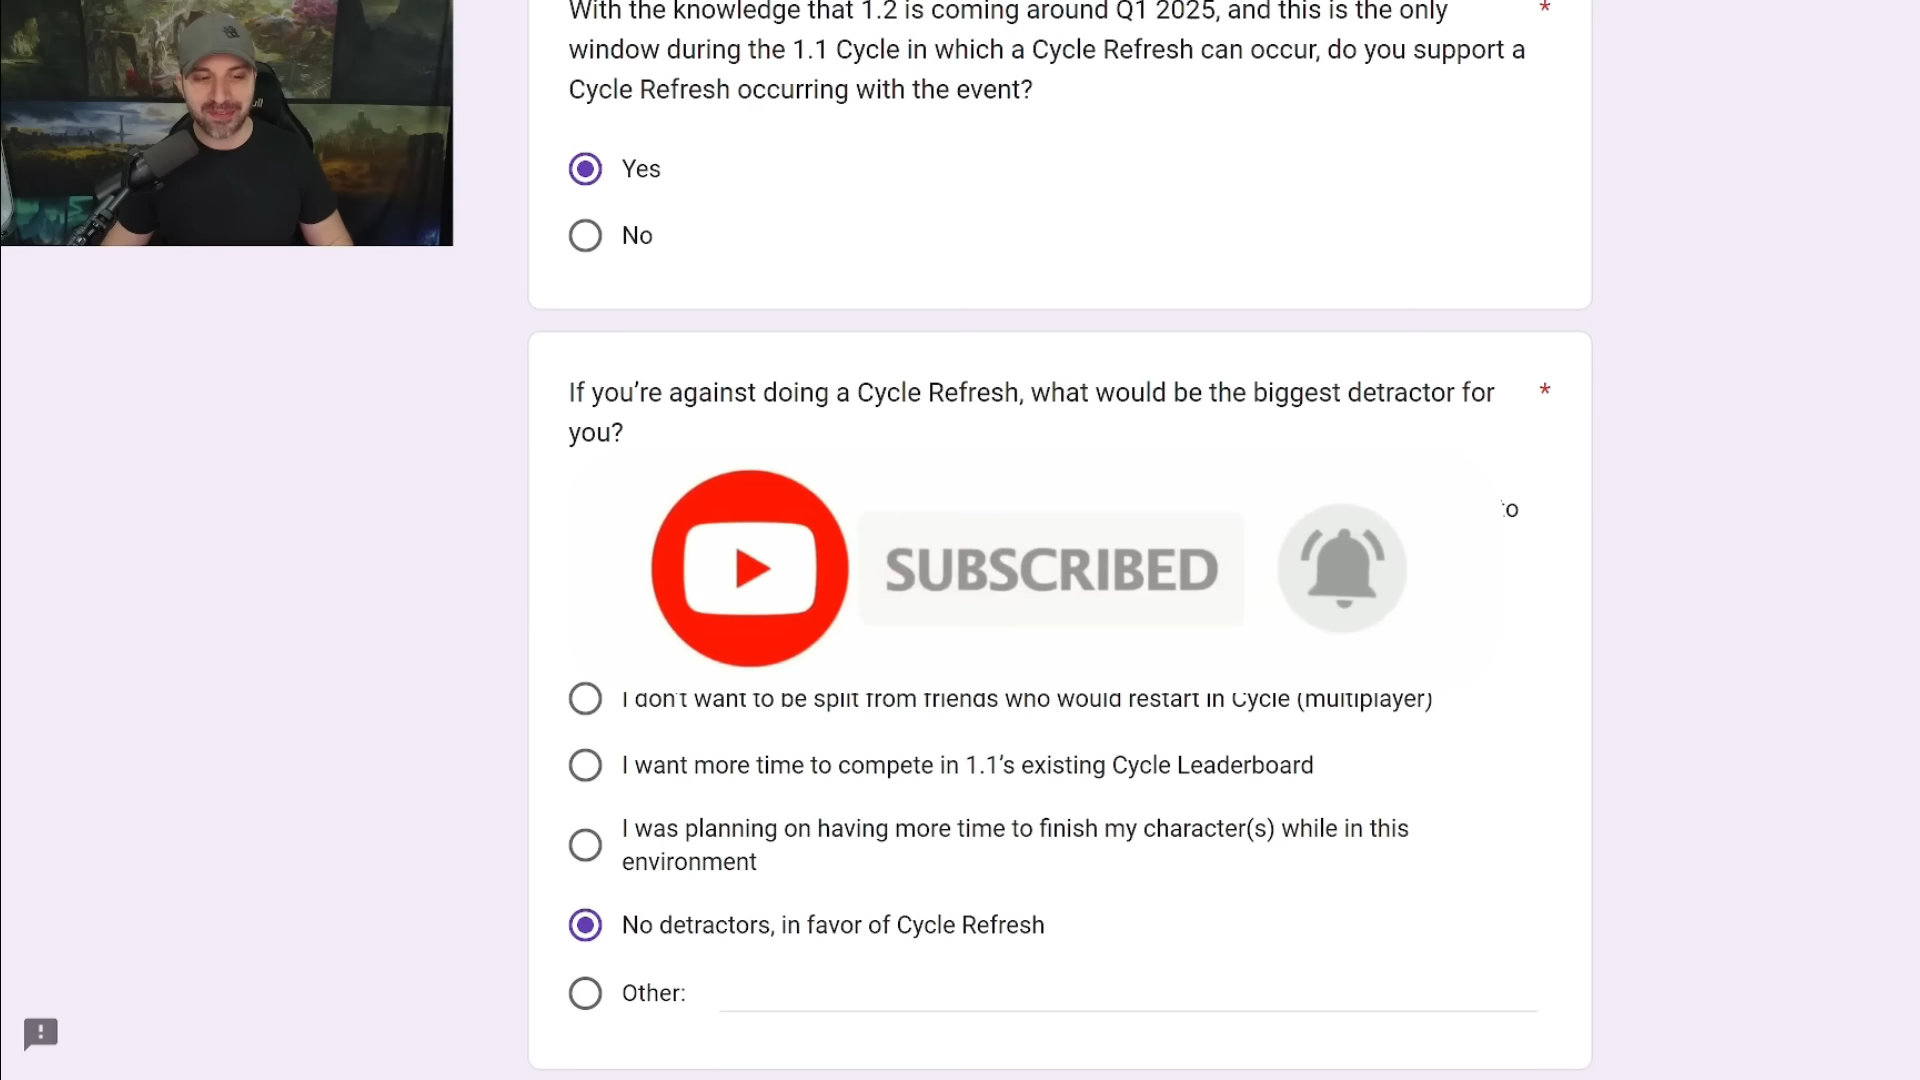 With the knowledge that 1.2 is coming around Q1 2025, and this is the only *
window during the 1.1 Cycle in which a Cycle Refresh can occur, do you support a
Cycle Refresh occurring with the event?
Yes
No
If you’re against doing a Cycle Refresh, what would be the biggest detractor for *
you?
SUBSCRIBED
I don't want to be split from friends who would restart in Cycle (multiplayer)
I want more time to compete in 1.1’s existing Cycle Leaderboard
I was planning on having more time to finish my character(s) while in this
environment
No detractors, in favor of Cycle Refresh
Other: